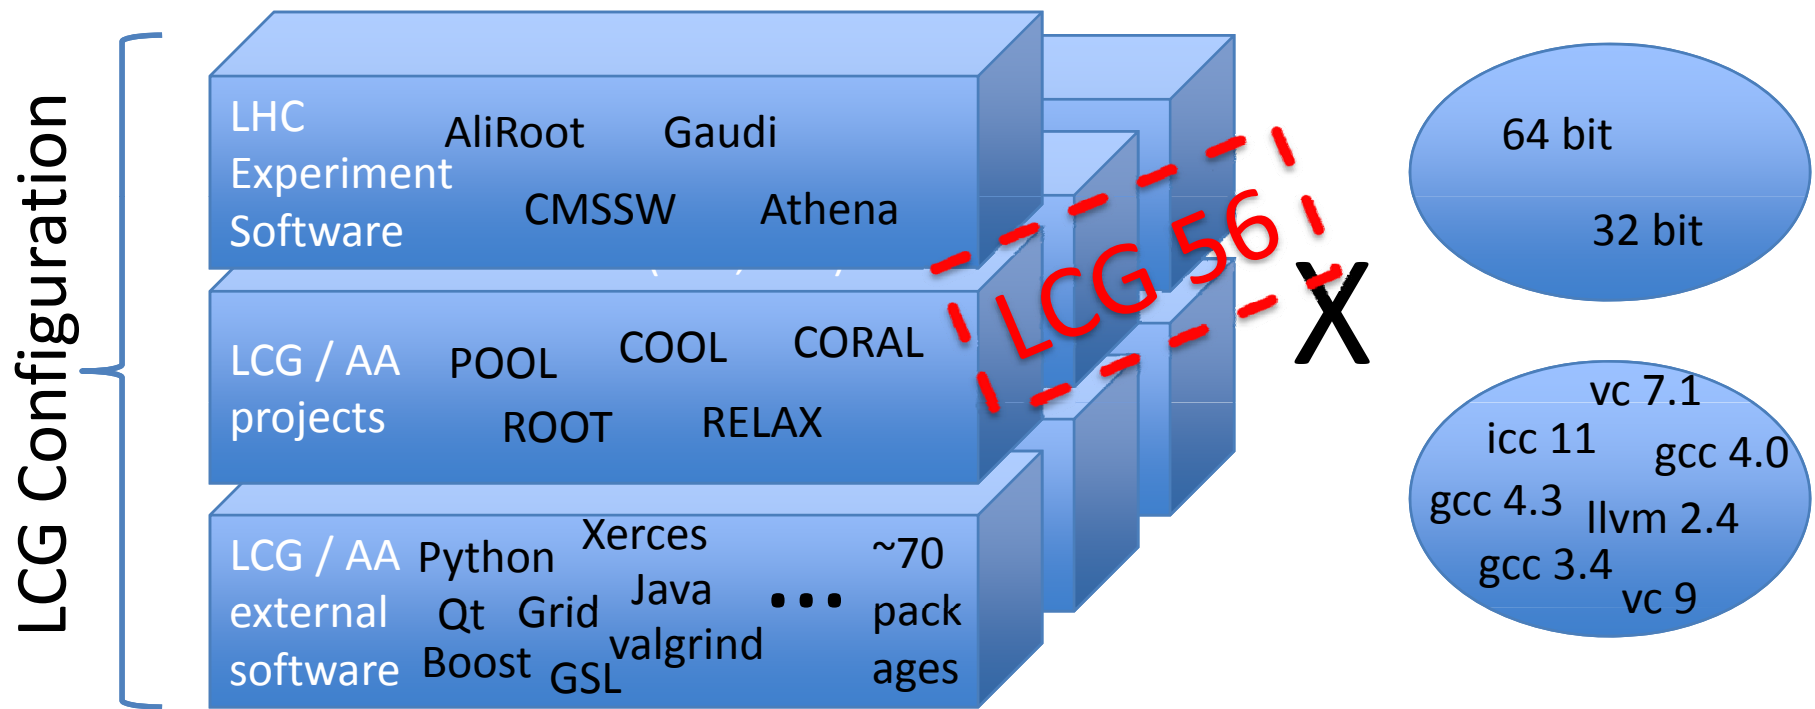 LCG Configuration
LHC
Experiment
Software
AliRoot
Gaudi
CMSSW
Athena
LCG / AA
projects
POOL
COOL
CORAL
ROOT
RELAX
LCG / AA
external
software
Python
Xerces
Qt
Grid
Java
Boost
GSL
valgrind
...
~70
pack
ages
LCG 56
X
64 bit
32 bit
vc 7.1
icc 11
gcc 4.0
gcc 4.3
llvm 2.4
gcc 3.4
vc 9